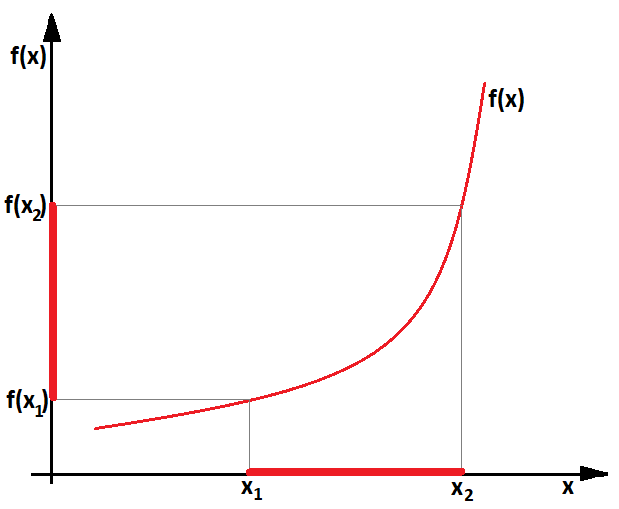 f(x)
f(x)
f(x₂)
f(x₁)
x₁
x₂
x